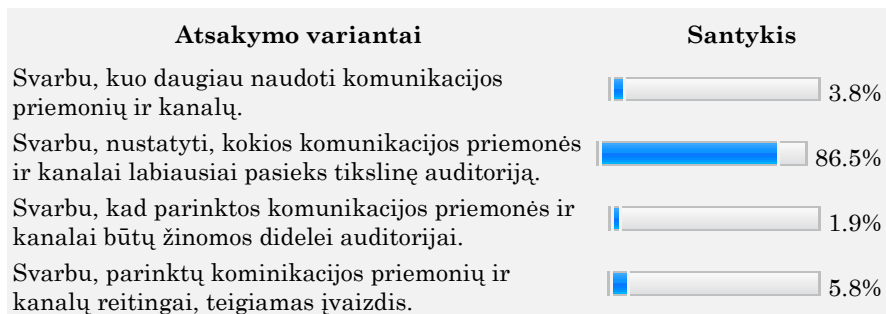 Atsakymo variantai Santykis
Svarbu, kuo daugiau naudoti komunikacijos
priemonių ir kanalų.
3.8%
Svarbu, nustatyti, kokios komunikacijos priemonės
ir kanalai labiausiai pasieks tikslinę auditoriją.
86.5%
Svarbu, kad parinktos komunikacijos priemonės ir
kanalai būtų žinomos didelei auditorijai.
1.9%
Svarbu, parinktų kominikacijos priemonių ir
kanalų reitingai, teigiamas įvaizdis.
5.8%